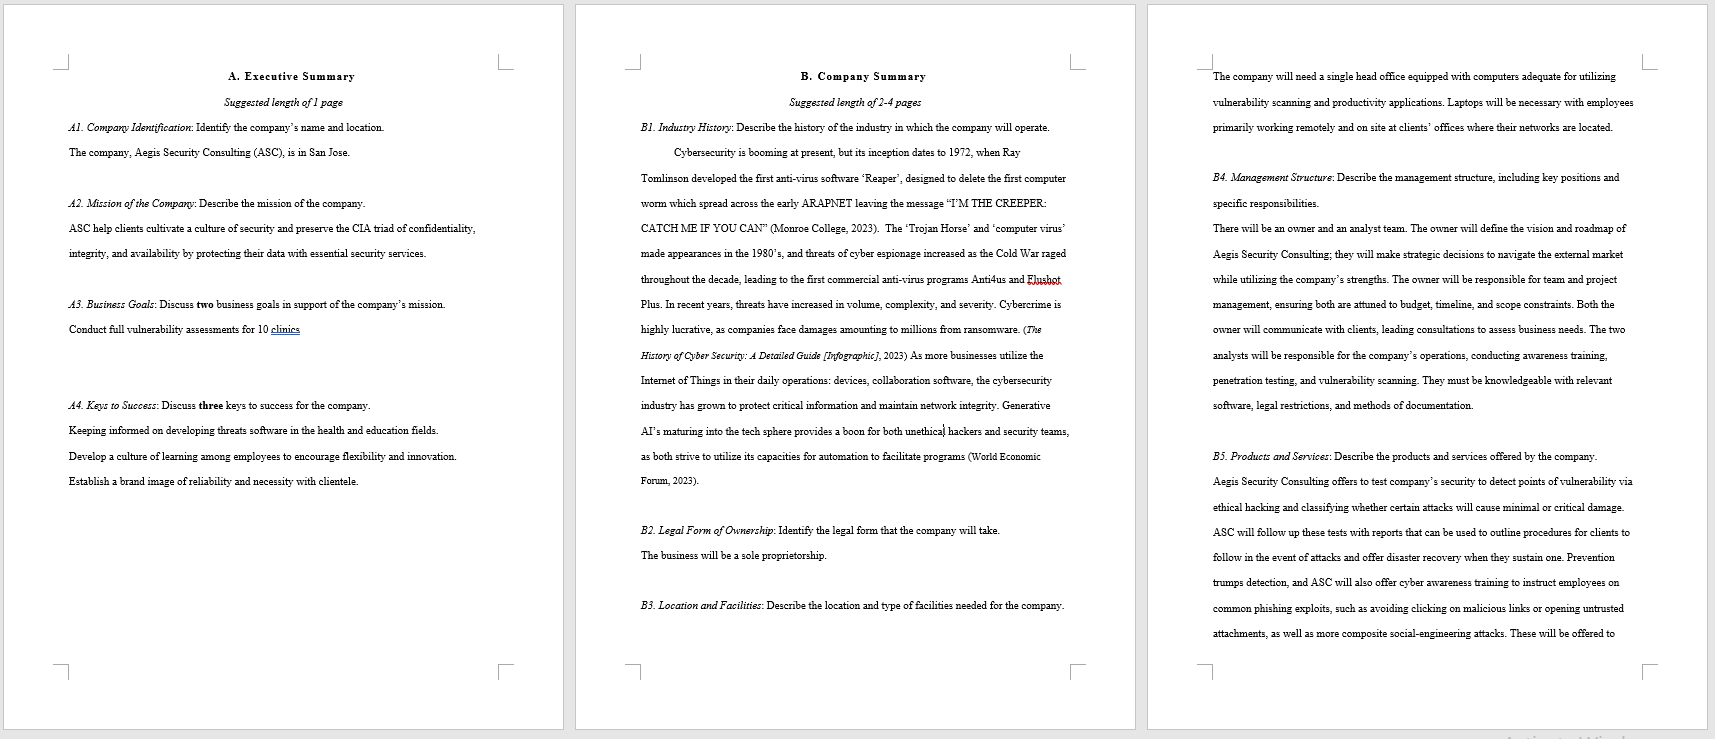 A. Executive Summary
Suggested length of 1 page
A1. Company Identification: Identify the company's name and location.
The company, Aegis Security Consulting (ASC), is in San Jose.
A2. Mission of the Company: Describe the mission of the company.
ASC help clients cultivate a culture of security and preserve the CIA triad of confidentiality,
integrity, and availability by protecting their data with essential security services.
A3. Business Goals: Discuss two business goals in support of the company's mission.
Conduct full vulnerability assessments for 10 clinics
A4. Keys to Success: Discuss three keys to success for the company.
Keeping informed on developing threats software in the health and education fields.
Develop a culture of learning among employees to encourage flexibility and innovation.
Establish a brand image of reliability and necessity with clientele.
B. Company Summary
Suggested length of 2-4 pages
B1. Industry History: Describe the history of the industry in which the company will operate.
Cybersecurity is booming at present, but its inception dates to 1972, when Ray
Tomlinson developed the first anti-virus software 'Reaper', designed to delete the first computer
worm which spread across the early ARAPNET leaving the message "I'M THE CREEPER:
CATCH ME IF YOU CAN" (Monroe College, 2023). The 'Trojan Horse' and 'computer virus'
made appearances in the 1980's, and threats of cyber espionage increased as the Cold War raged
throughout the decade, leading to the first commercial anti-virus programs Anti4us and Flushot
Plus. In recent years, threats have increased in volume, complexity, and severity. Cybercrime is
highly lucrative, as companies face damages amounting to millions from ransomware. (The
History of Cyber Security: A Detailed Guide [Infographic], 2023) As more businesses utilize the
Internet of Things in their daily operations: devices, collaboration software, the cybersecurity
industry has grown to protect critical information and maintain network integrity. Generative
AI's maturing into the tech sphere provides a boon for both unethical hackers and security teams,
as both strive to utilize its capacities for automation to facilitate programs (World Economic
Forum, 2023).
B2. Legal Form of Ownership: Identify the legal form that the company will take.
The business will be a sole proprietorship.
B3. Location and Facilities: Describe the location and type of facilities needed for the company.
The company will need a single head office equipped with computers adequate for utilizing
vulnerability scanning and productivity applications. Laptops will be necessary with employees
primarily working remotely and on site at clients' offices where their networks are located.
B4. Management Structure: Describe the management structure, including key positions and
specific responsibilities.
There will be an owner and an analyst team. The owner will define the vision and roadmap of
Aegis Security Consulting; they will make strategic decisions to navigate the external market
while utilizing the company's strengths. The owner will be responsible for team and project
management, ensuring both are attuned to budget, timeline, and scope constraints. Both the
owner will communicate with clients, leading consultations to assess business needs. The two
analysts will be responsible for the company's operations, conducting awareness training,
penetration testing, and vulnerability scanning. They must be knowledgeable with relevant
software, legal restrictions, and methods of documentation.
B5. Products and Services: Describe the products and services offered by the company.
Aegis Security Consulting offers to test company's security to detect points of vulnerability via
ethical hacking and classifying whether certain attacks will cause minimal or critical damage.
ASC will follow up these tests with reports that can be used to outline procedures for clients to
follow in the event of attacks and offer disaster recovery when they sustain one. Prevention
trumps detection, and ASC will also offer cyber awareness training to instruct employees on
common phishing exploits, such as avoiding clicking on malicious links or opening untrusted
attachments, as well as more composite social-engineering attacks. These will be offered to